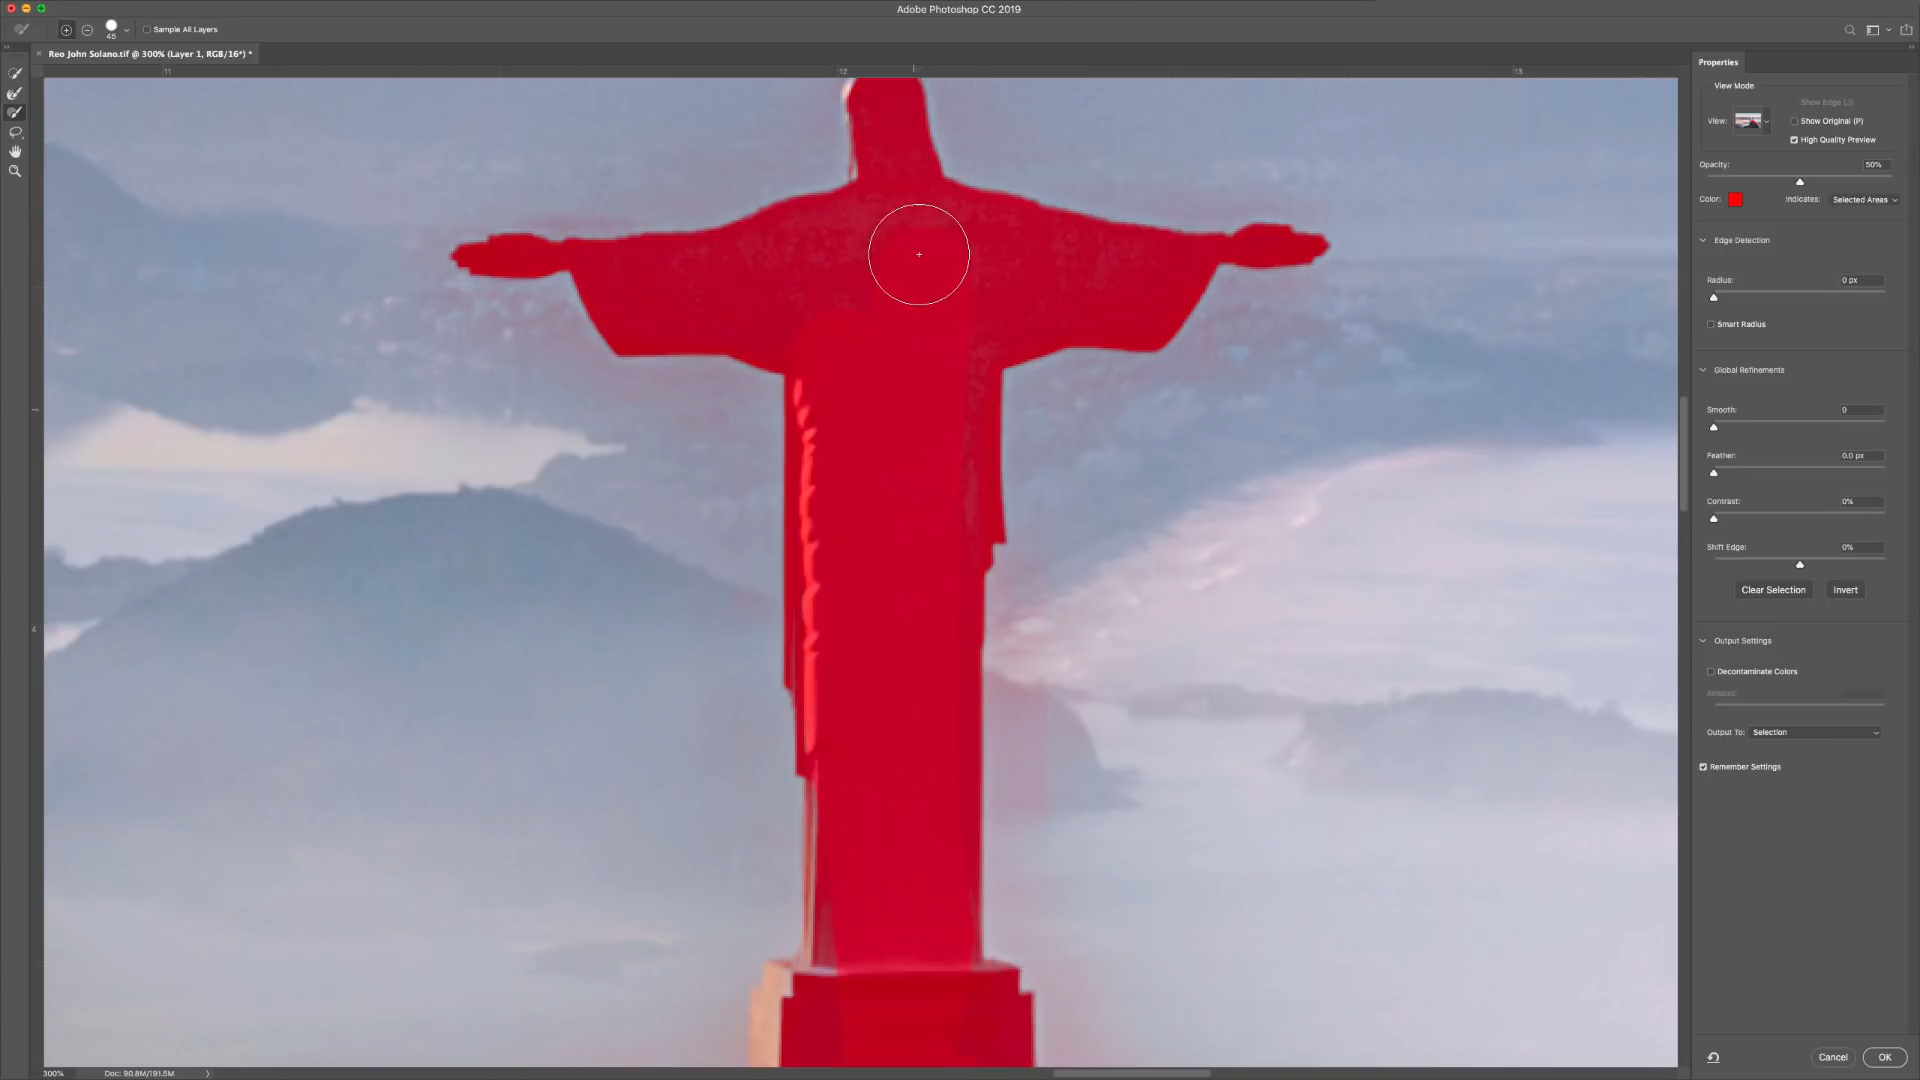 Adobe Photoshop CC 2019
45
Sample All Layers
Reo John Solano.tif @ 300% (Layer 1, RGB/16*) *
11
12
13
4
Properties
View Mode
Show Edge (J)
View:
Show Original (P)
High Quality Preview
Opacity:
50%
Color:
Indicates:
Selected Areas
Edge Detection
Radius:
0 px
Smart Radius
Global Refinements
Smooth:
0
Feather:
0.0 px
Contrast:
0%
Shift Edge:
0%
Clear Selection
Invert
Output Settings
Decontaminate Colors
Amount:
Output To:
Selection
Remember Settings
Cancel
OK
300%
Doc: 90.8M/191.5M